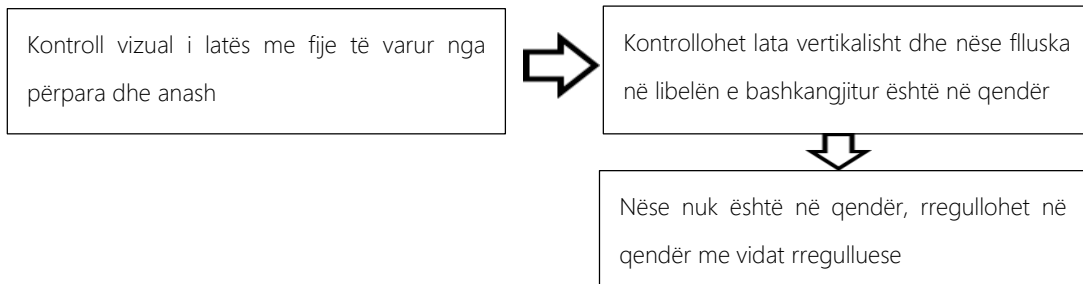 Kontroll vizual i latës me fije të varur nga
përpara dhe anash
Kontrollohet lata vertikalisht dhe nëse flluska
në libelën e bashkangjitur është në qendër
Nëse nuk është në qendër, rregullohet në
qendër me vidat rregulluese